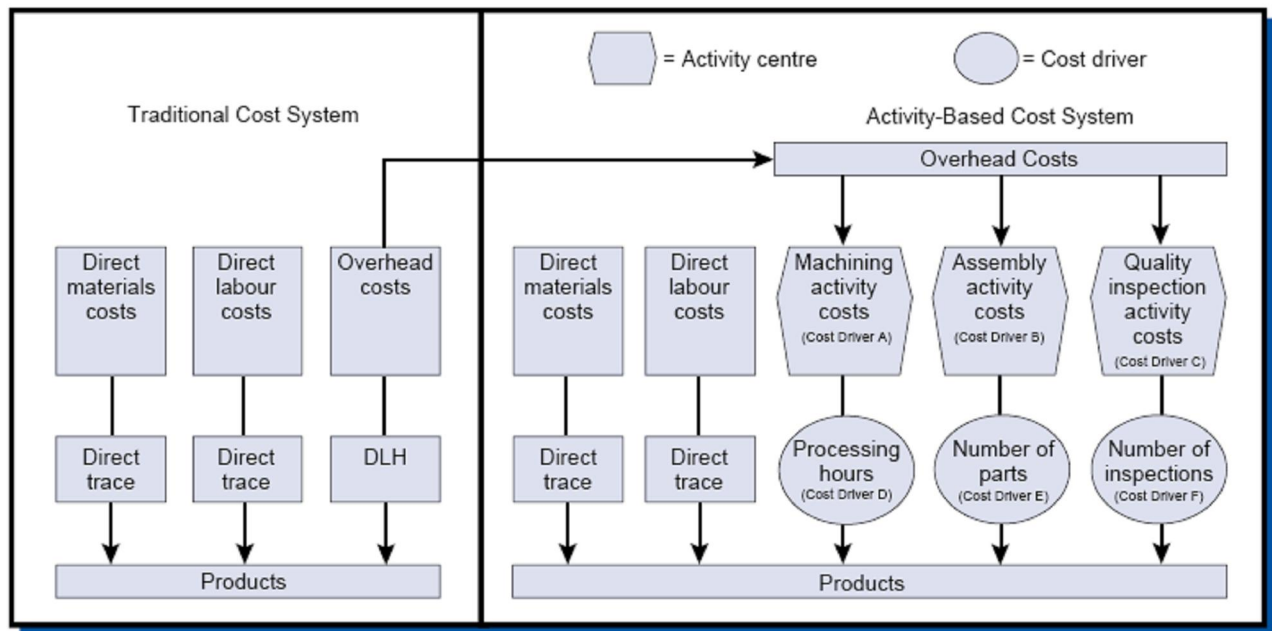 = Activity centre
= Cost driver
Traditional Cost System
Activity-Based Cost System
Overhead Costs
Direct
materials
costs
Direct
labour
costs
Overhead
costs
Direct
materials
costs
Direct
labour
costs
Machining
activity
costs
(Cost Driver A)
Assembly
activity
costs
(Cost Driver B)
Quality
inspection
activity
costs
(Cost Driver C)
Direct
trace
Direct
trace
DLH
Direct
trace
Direct
trace
Processing
hours
(Cost Driver D)
Number of
parts
(Cost Driver E)
Number of
inspections
(Cost Driver F)
Products
Products